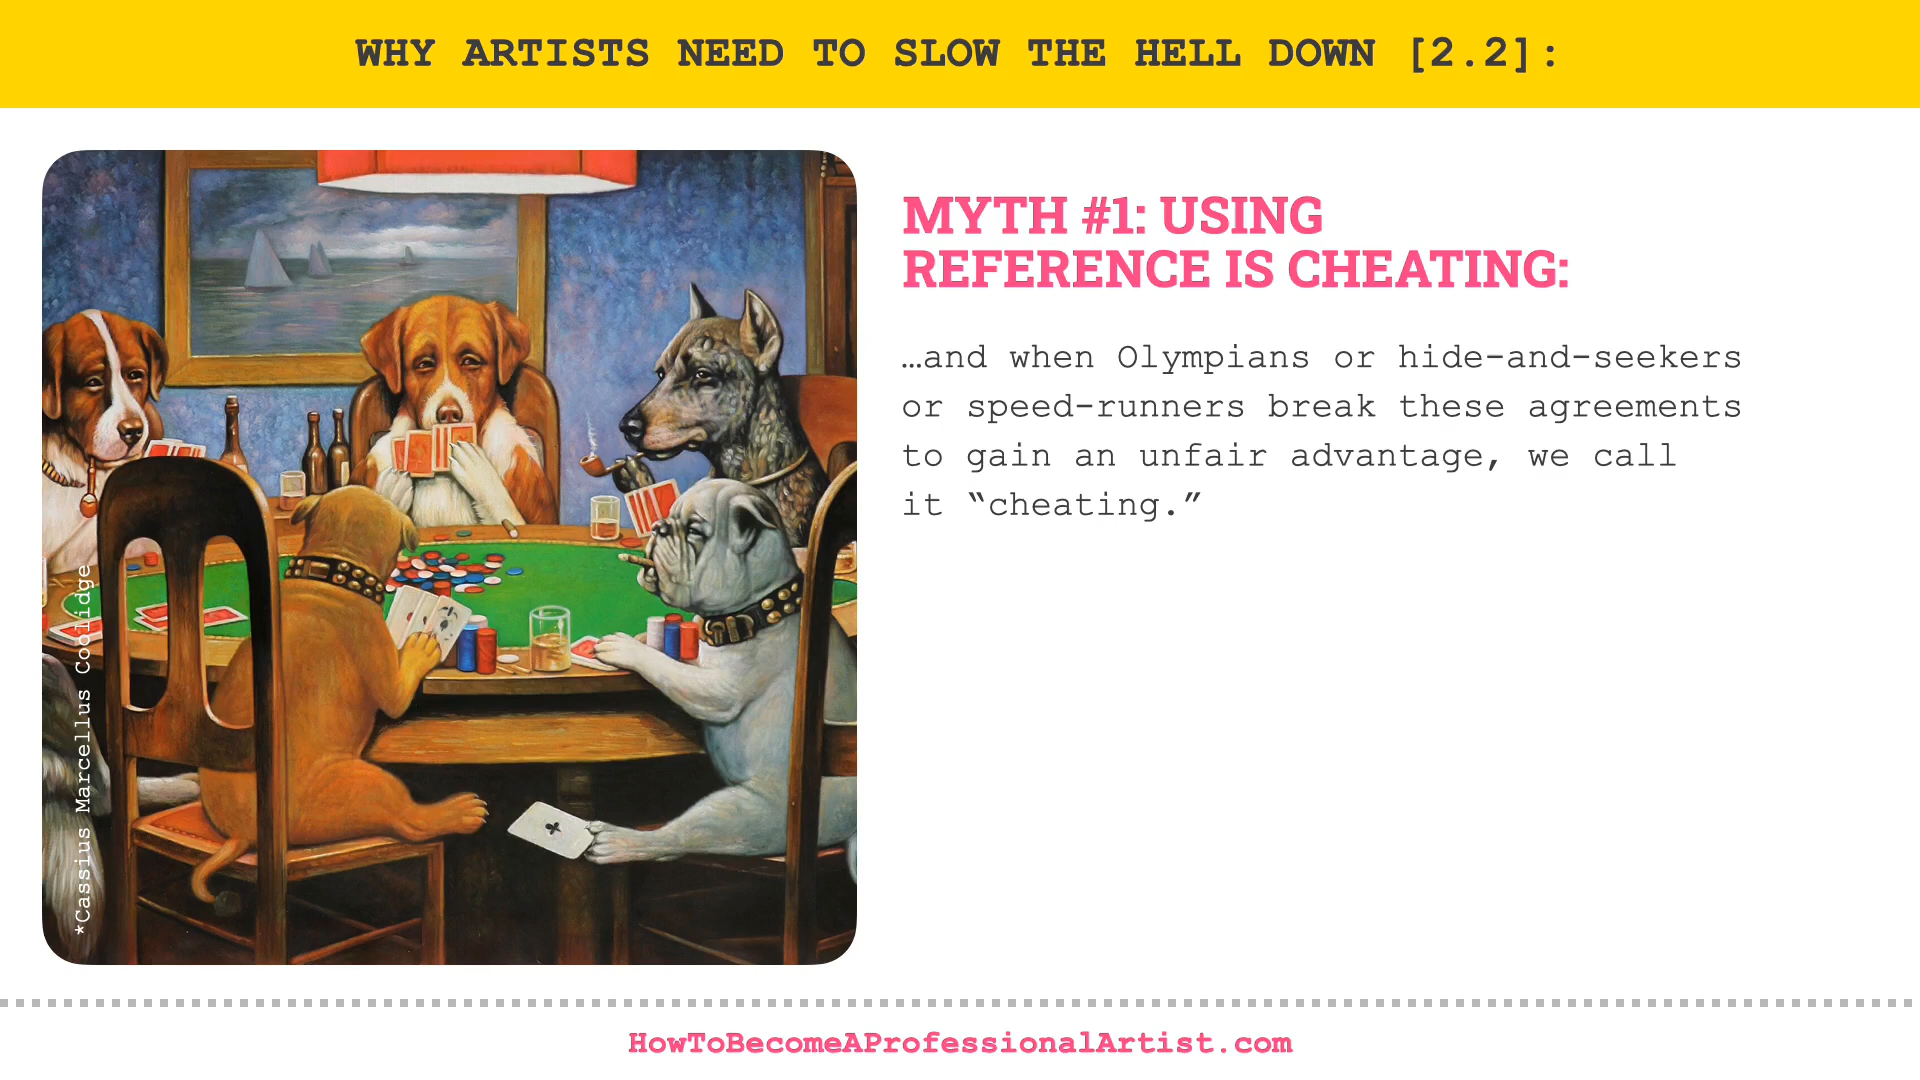 WHY ARTISTS NEED TO SLOW THE HELL DOWN [2.2]:
*Cassius Marcellus Coolidge
MYTH #1: USING
REFERENCE IS CHEATING:
…and when Olympians or hide-and-seekers
or speed-runners break these agreements
to gain an unfair advantage, we call
it “cheating.”
HowToBecomeAProfessionalArtist.com